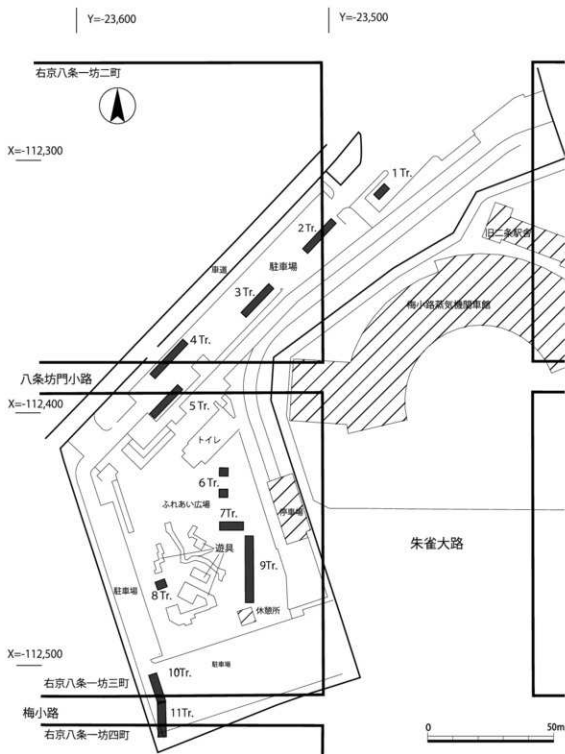 Y=-23,600
Y=-23,500
右京八条一坊二町
X=-112,300
1 Tr.
2 Tr.
旧二条駅舎
駐車場
車道
3 Tr.
梅小路蒸気機関車館
4 Tr.
八条坊門小路
X=-112,400
5 Tr.
トイレ
6 Tr.
ふれあい広場
7Tr.
停車場
朱雀大路
遊具
9Tr.
駐車場
8 Tr.
休憩所
X=-112,500
駐車場
10Tr.
右京八条一坊三町
梅小路
11Tr.
右京八条一坊四町
0
50m